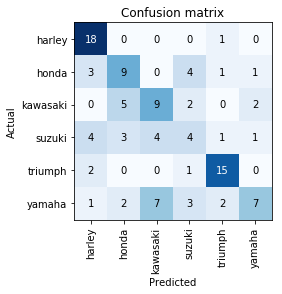 Confusion matrix
harley 18 0 0 0 1 0
honda 3 9 0 4 1 1
kawasaki 0 5 9 2 0 2
suzuki 4 3 4 4 1 1
triumph 2 0 0 1 15 0
yamaha 1 2 7 3 2 7
Actual
harley honda kawasaki suzuki triumph yamaha
Predicted